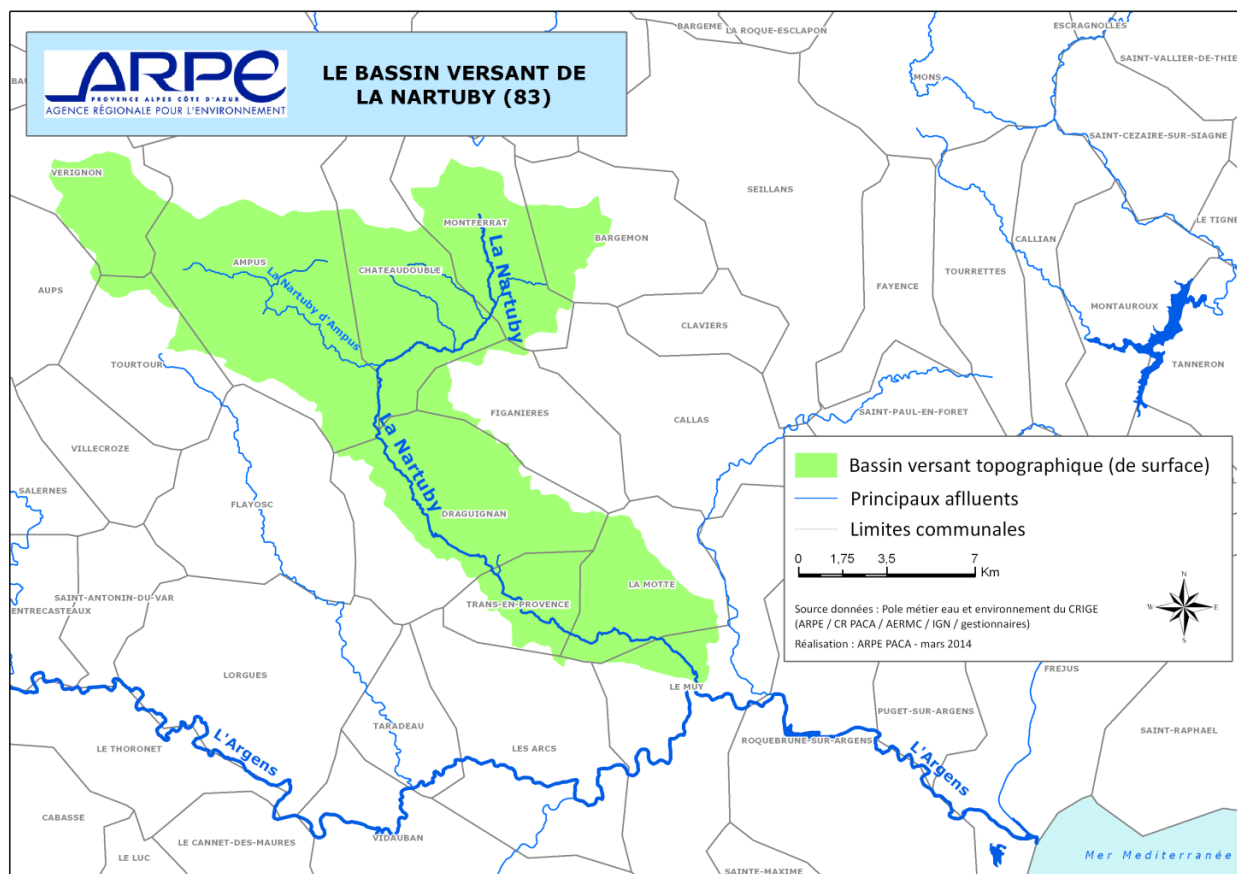 ARPE
PROVENCE ALPES CÔTE D'AZUR
AGENCE RÉGIONALE POUR L'ENVIRONNEMENT
LE BASSIN VERSANT DE
LA NARTUBY (83)
BARGEME
LA ROQUE-ESCLAPON
ESCRAGNOLLES
SAINT-VALLIER-DE-THIE
MONS
SAINT-CEZAIRE-SUR-SIAGNE
VERIGNON
SEILLANS
LE TIGNE
MONTFERRAT
BARGEMON
CALLIAN
La Nartuby
AMPUS
CHATEAUDOUBLE
TOURRETTES
La Nartuby d'Ampus
AUPS
FAYENCE
MONTAUROUX
CLAVIERS
TOURTOUR
TANNERON
FIGANIERES
CALLAS
SAINT-PAUL-EN-FORET
La Nartuby
VILLECROZE
SALERNES
FLAYOSC
DRAGUIGNAN
Bassin versant topographique (de surface)
Principaux aflluents
Limites communales
0 1,75 3,5 7
Km
Source données : Pole métier eau et environnement du CRIGE
(ARPE / CR PACA / AERMC / IGN / gestionnaires)
Réalisation : ARPE PACA - mars 2014
N
W E
S
LA MOTTE
SAINT-ANTONIN-DU-VAR
ENTRECASTEAUX
TRANS-EN-PROVENCE
FREJUS
LORGUES
LE MUY
PUGET-SUR-ARGENS
TARADEAU
SAINT-RAPHAEL
LE THORONET
LES ARCS
ROQUEBRUNE-SUR-ARGENS
L'Argens
L'Argens
CABASSE
LE CANNET-DES-MAURES
VIDAUBAN
LE LUC
SAINTE-MAXIME
Mer Mediterranée